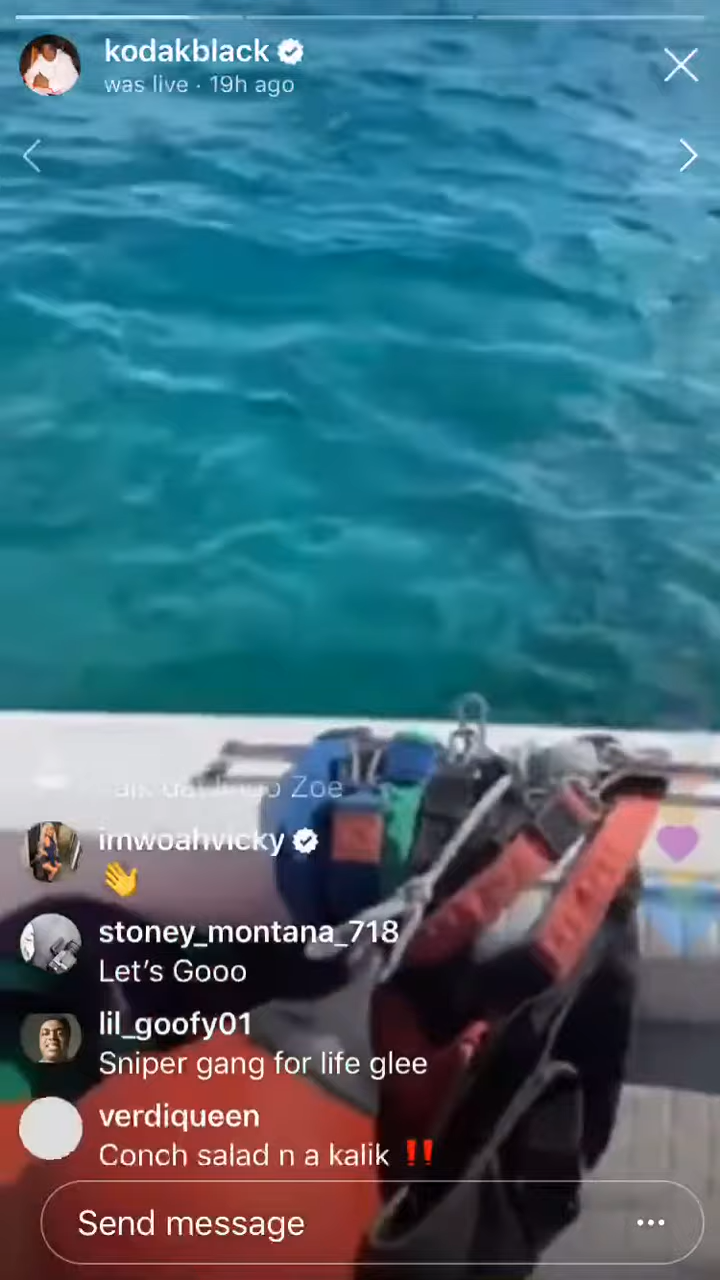 kodakblack
was live · 19h ago
Zoe
imwoahvicky
👋
stoney_montana_718
Let's Gooo
lil_goofy01
Sniper gang for life glee
verdiqueen
Conch salad n a kalik ‼️
Send message